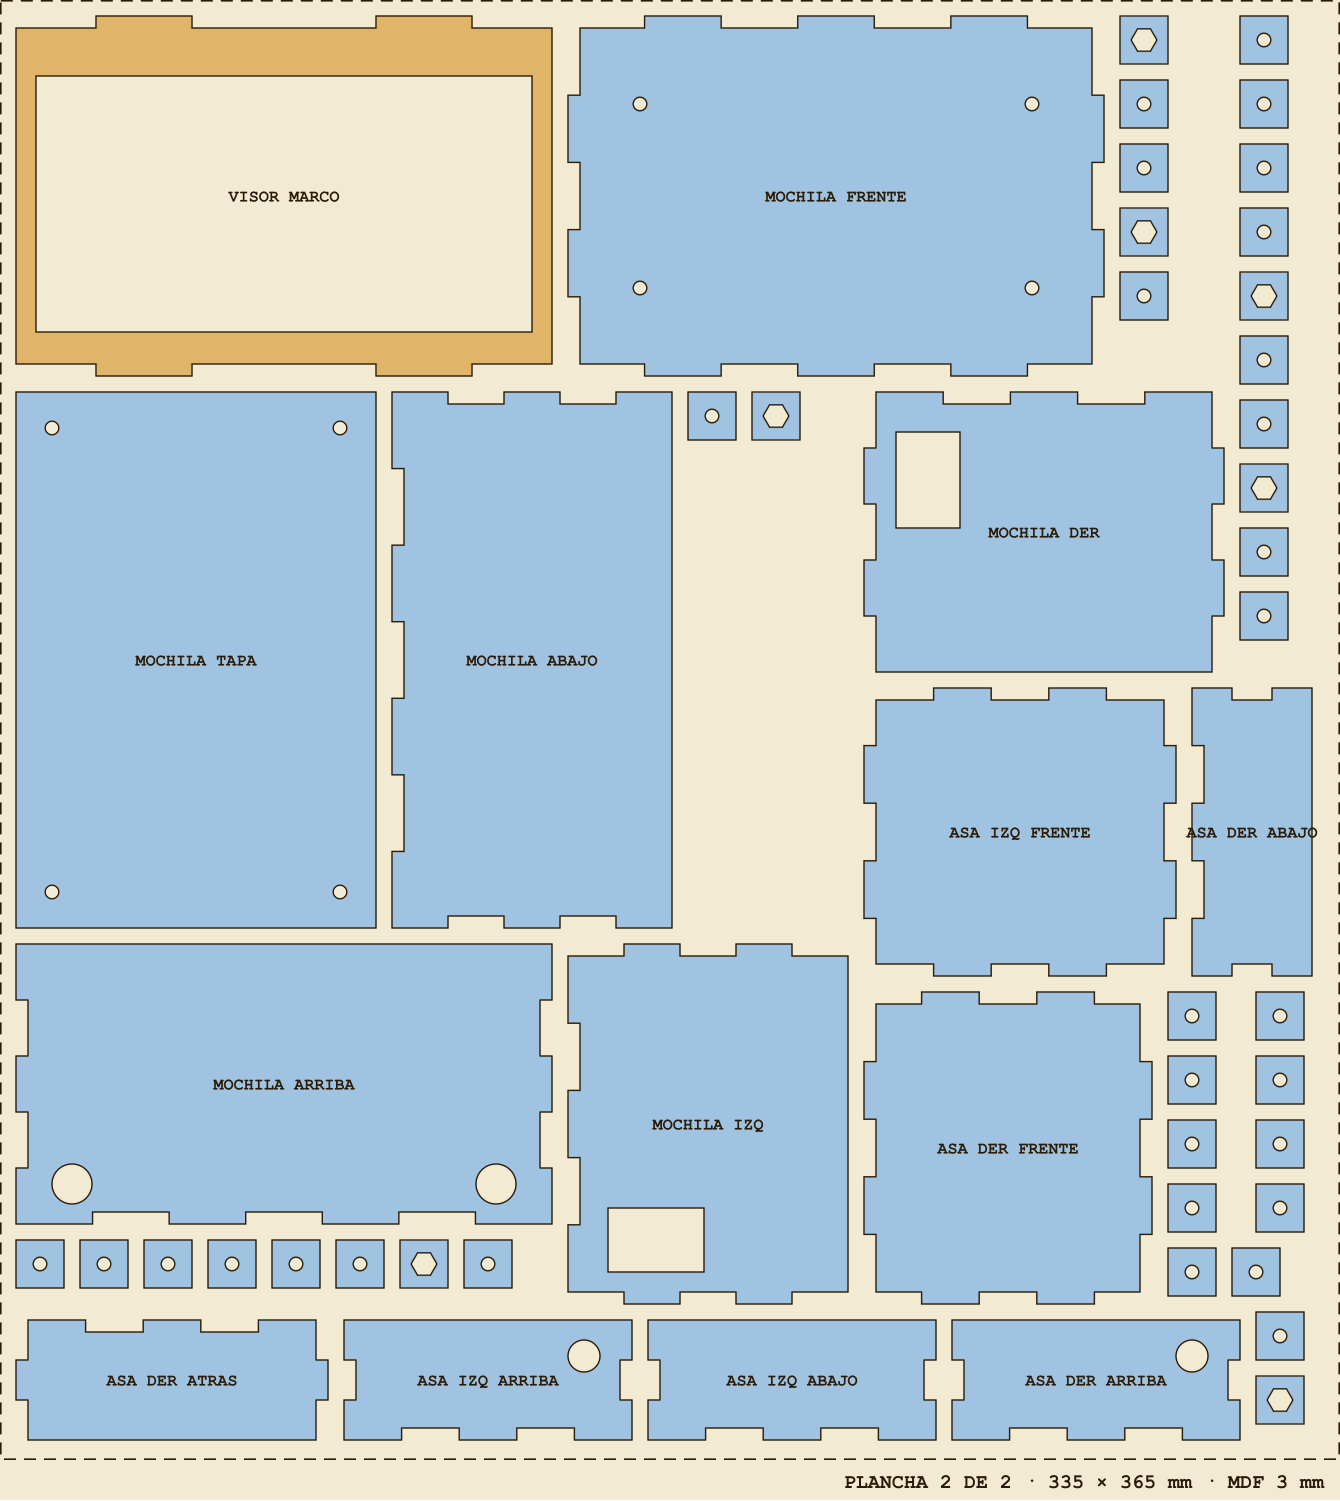 VISOR MARCO
MOCHILA FRENTE
MOCHILA DER
MOCHILA TAPA
MOCHILA ABAJO
ASA IZQ FRENTE
ASA DER ABAJO
MOCHILA ARRIBA
MOCHILA IZQ
ASA DER FRENTE
ASA DER ATRAS
ASA IZQ ARRIBA
ASA IZQ ABAJO
ASA DER ARRIBA
PLANCHA 2 DE 2 · 335 × 365 mm · MDF 3 mm